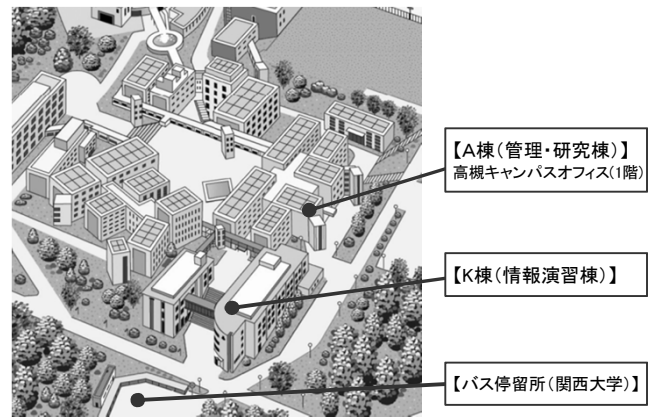 【A棟(管理・研究棟)】
高槻キャンパスオフィス(1階)
【K棟(情報演習棟)】
【バス停留所(関西大学)】